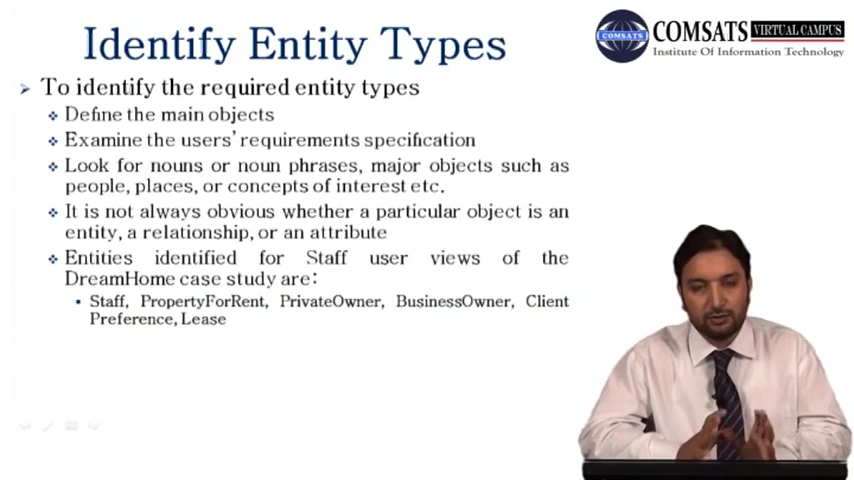 Identify Entity Types
COMSATS VIRTUAL CAMPUS
COMSATS
Institute Of Information Technology
➢ To identify the required entity types
❖ Define the main objects
❖ Examine the users' requirements specification
❖ Look for nouns or noun phrases, major objects such as
people, places, or concepts of interest etc.
❖ It is not always obvious whether a particular object is an
entity, a relationship, or an attribute
❖ Entities identified for Staff user views of the
DreamHome case study are:
▪ Staff, PropertyForRent, PrivateOwner, BusinessOwner, Client
Preference, Lease